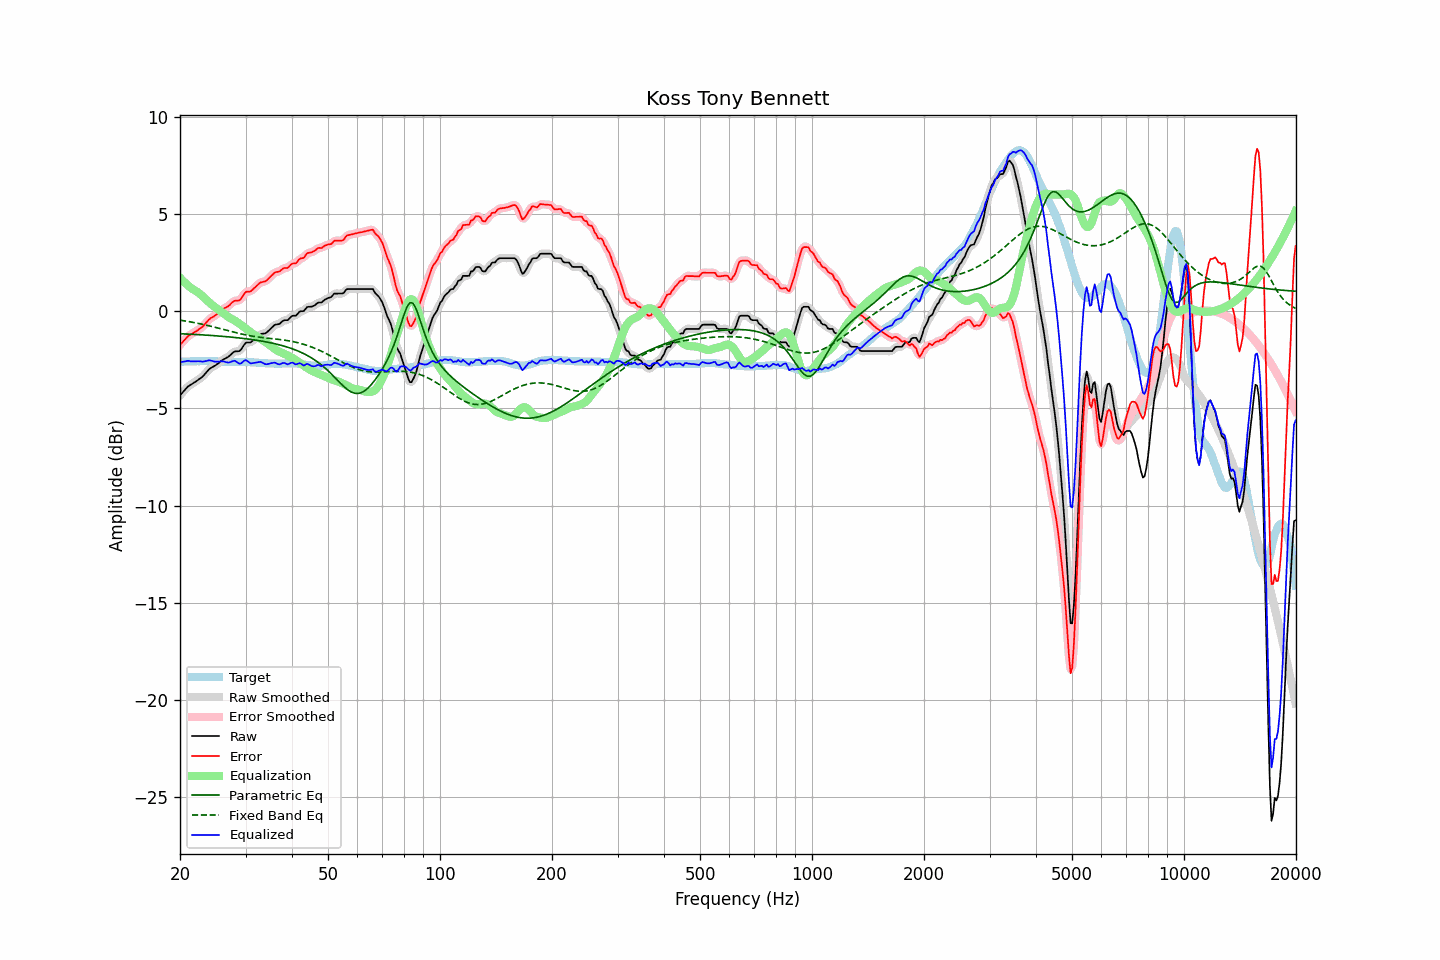 Koss Tony Bennett
10
5
0
−5
−10
−15
−20
−25
Amplitude (dBr)
Target
Raw Smoothed
Error Smoothed
Raw
Error
Equalization
Parametric Eq
Fixed Band Eq
Equalized
20 50 100 200 500 1000 2000 5000 10000 20000
Frequency (Hz)